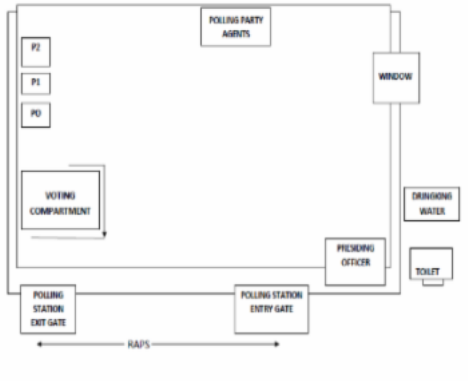 POLLING PARTY
AGENTS
P2
WINDOW
P1
PO
VOTING
COMPARTMENT
DRINGKING
WATER
PRESIDING
OFFICER
TOILET
POLLING
STATION
EXIT GATE
POLLING STATION
ENTRY GATE
RAPS